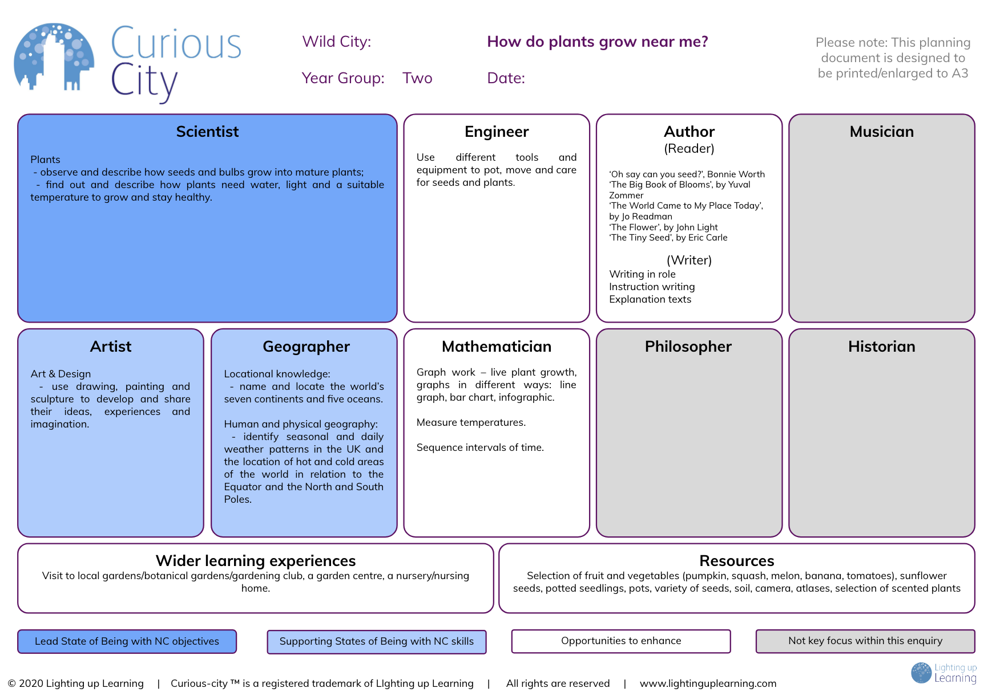 Curious
City
Wild City:
How do plants grow near me?
Year Group: Two
Date:
Please note: This planning
document is designed to
be printed/enlarged to A3
Scientist
Plants
- observe and describe how seeds and bulbs grow into mature plants;
- find out and describe how plants need water, light and a suitable
temperature to grow and stay healthy.
Engineer
Use different tools and
equipment to pot, move and care
for seeds and plants.
Author
(Reader)
‘Oh say can you seed?’, Bonnie Worth
‘The Big Book of Blooms’, by Yuval
Zommer
‘The World Came to My Place Today’,
by Jo Readman
‘The Flower’, by John Light
‘The Tiny Seed’, by Eric Carle
(Writer)
Writing in role
Instruction writing
Explanation texts
Musician
Artist
Art & Design
- use drawing, painting and
sculpture to develop and share
their ideas, experiences and
imagination.
Geographer
Locational knowledge:
- name and locate the world’s
seven continents and five oceans.
Human and physical geography:
- identify seasonal and daily
weather patterns in the UK and
the location of hot and cold areas
of the world in relation to the
Equator and the North and South
Poles.
Mathematician
Graph work – live plant growth,
graphs in different ways: line
graph, bar chart, infographic.
Measure temperatures.
Sequence intervals of time.
Philosopher
Historian
Wider learning experiences
Visit to local gardens/botanical gardens/gardening club, a garden centre, a nursery/nursing
home.
Resources
Selection of fruit and vegetables (pumpkin, squash, melon, banana, tomatoes), sunflower
seeds, potted seedlings, pots, variety of seeds, soil, camera, atlases, selection of scented plants
Lead State of Being with NC objectives
Supporting States of Being with NC skills
Opportunities to enhance
Not key focus within this enquiry
Lighting up
Learning
© 2020 Lighting up Learning | Curious-city ™ is a registered trademark of LIghting up Learning | All rights are reserved | www.lightinguplearning.com